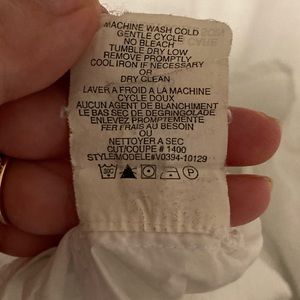 MACHINE WASH COLD
GENTLE CYCLE
NO BLEACH
TUMBLE DRY LOW
REMOVE PROMPTLY
COOL IRON IF NECESSARY
OR
DRY CLEAN
LAVER A FROID A LA MACHINE
CYCLE DOUX
AUCUN AGENT DE BLANCHIMENT
LE BAS SEC DE DEGRINGOLADE
ENLEVEZ PROMPTEMENT
FER FRAIS AU BESOIN
OU
NETTOYER A SEC
CUT/COUPE # 1400
STYLE/MODELE#V0394-10129